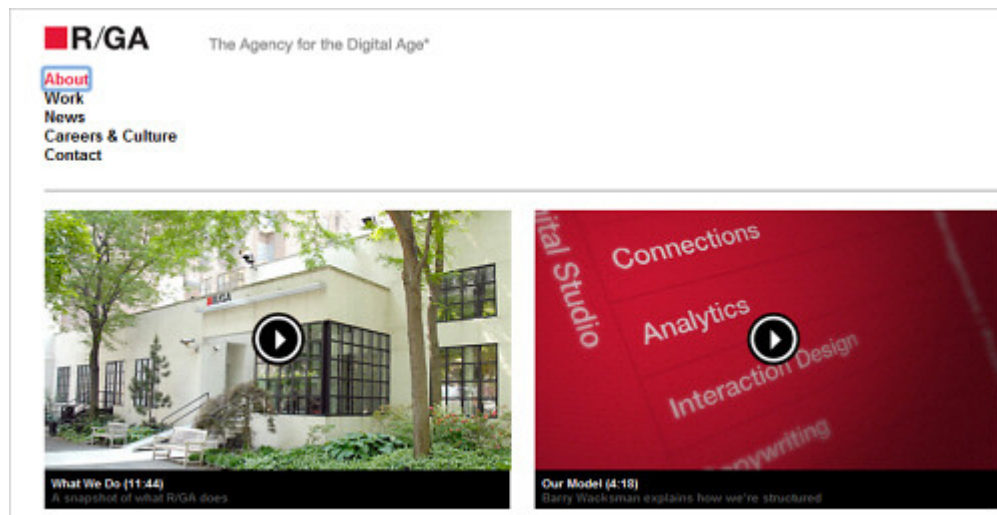 R/GA
The Agency for the Digital Age*
About
Work
News
Careers & Culture
Contact
R/GA
ital Studio
Connections
Analytics
Interaction Design
opywriting
What We Do (11:44)
A snapshot of what R/GA does
Our Model (4:18)
Barry Wacksman explains how we're structured